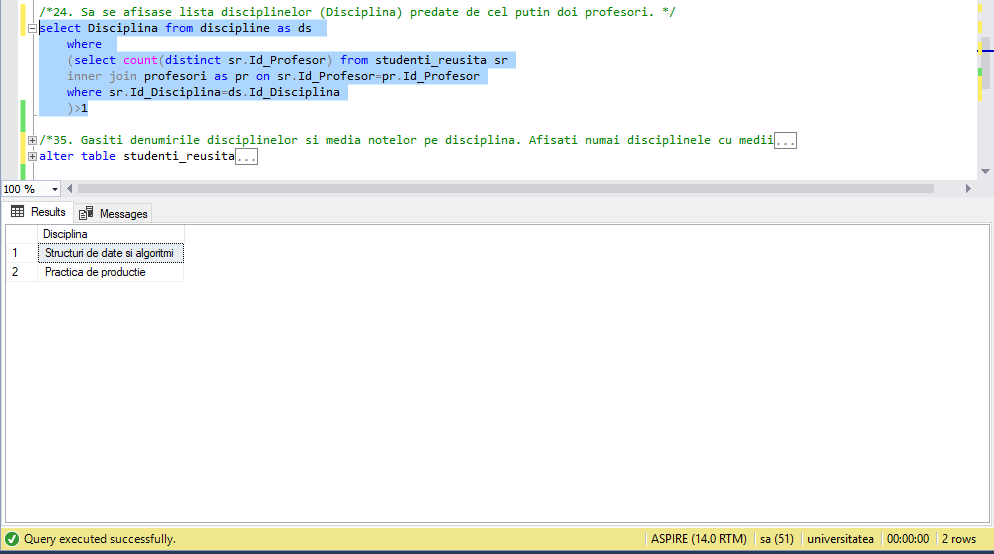 /*24. Sa se afisase lista disciplinelor (Disciplina) predate de cel putin doi profesori. */
select Disciplina from discipline as ds
where
(select count(distinct sr.Id_Profesor) from studenti_reusita sr
inner join profesori as pr on sr.Id_Profesor=pr.Id_Profesor
where sr.Id_Disciplina=ds.Id_Disciplina
)>1
/*35. Gasiti denumirile disciplinelor si media notelor pe disciplina. Afisati numai disciplinele cu medii...
alter table studenti_reusita...
100 %
Results Messages
Disciplina
1 Structuri de date si algoritmi
2 Practica de productie
Query executed successfully. ASPIRE (14.0 RTM) sa (51) universitatea 00:00:00 2 rows